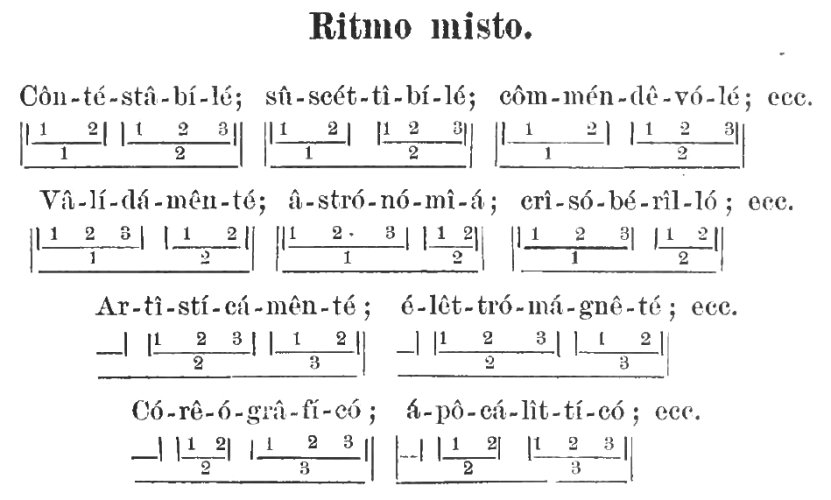 Ritmo misto.
Côn-té-stâ-bí-lé; sû-scét-tî-bí-lé; côm-mén-dê-vó-lé; ecc.
1 2 1 2 3 1 2 1 2 3 1 2 1 2 3
1 2 1 2 1 2
Vâ-lí-dá-mên-té; â-stró-nó-mî-á; crî-só-bé-rîl-ló; ecc.
1 2 3 1 2 1 2 3 1 2 1 2 3 1 2
1 2 1 2 1 2
Ar-tî-stí-cá-mên-té; é-lêt-tró-má-gnê-té; ecc.
1 2 3 1 2 1 2 3 1 2
2 3 2 3
Có-rê-ó-grâ-fí-có; á-pô-cá-lît-tí-có; ecc.
1 2 1 2 3 1 2 1 2 3
2 3 2 3